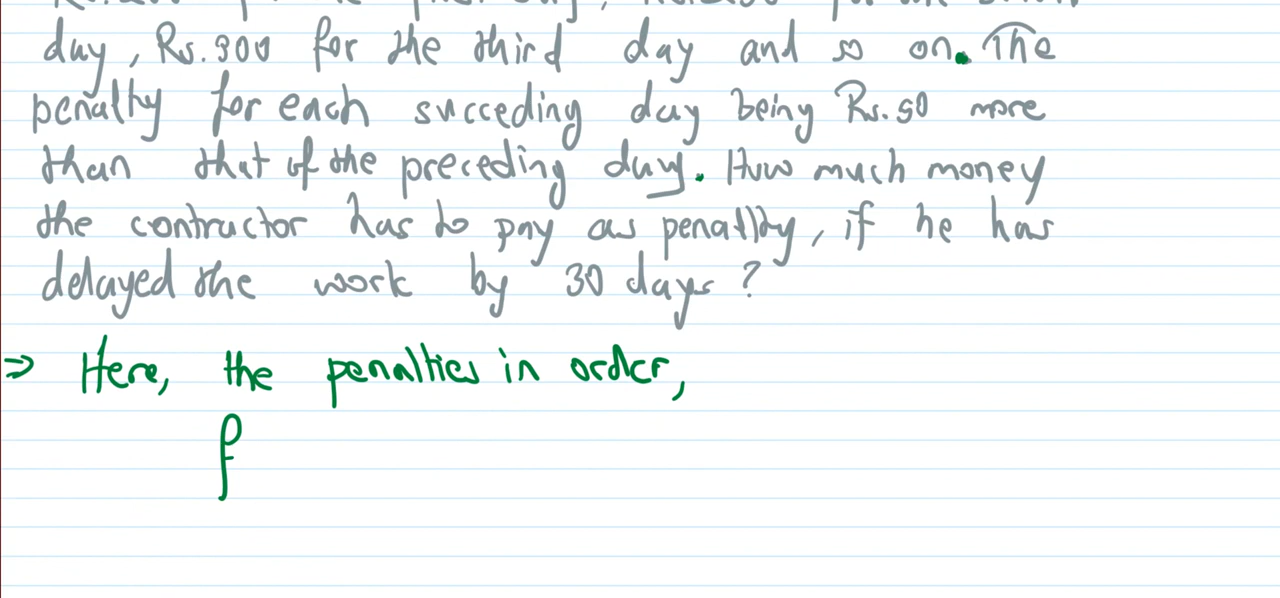 day, Rs. 300 for the third day and so on. The
penalty for each succeding day being Rs. 50 more
than that of the preceding day. How much money
the contractor has to pay as penaltty, if he has
delayed the work by 30 days?
⇒ Here, the penalties in order,
f